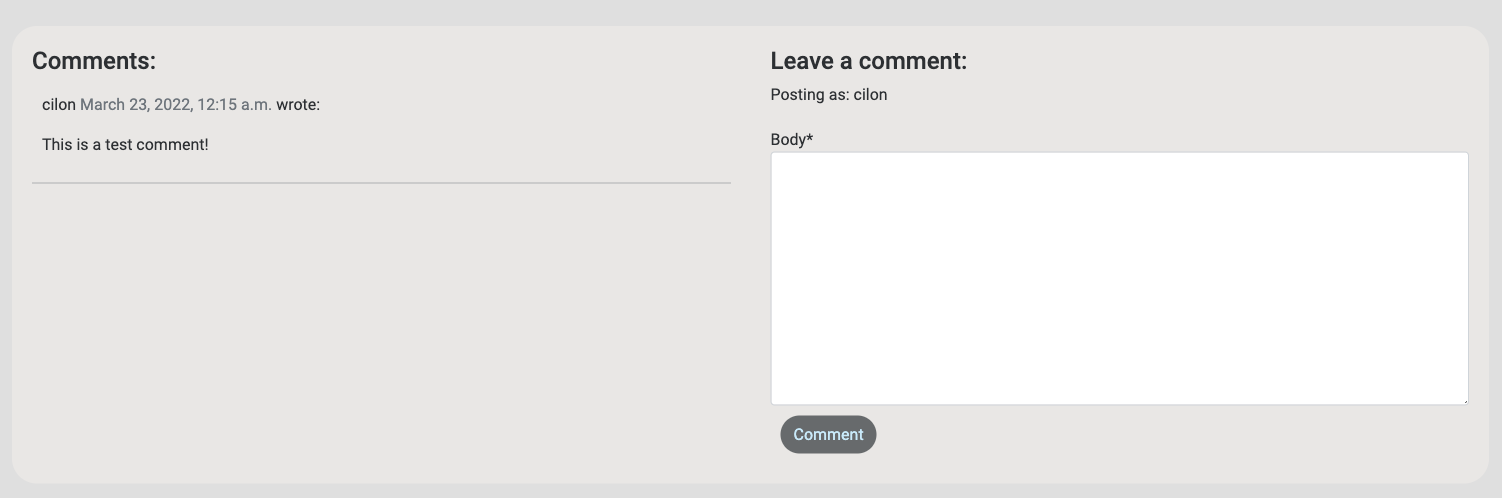 Comments:
cilon March 23, 2022, 12:15 a.m. wrote:
This is a test comment!
Leave a comment:
Posting as: cilon
Body*
Comment